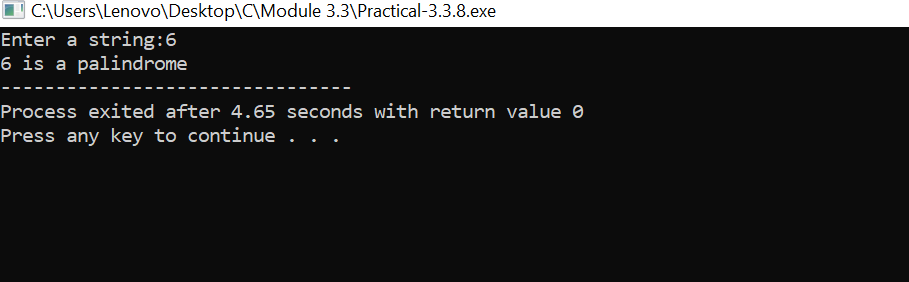 C:\Users\Lenovo\Desktop\C\Module 3.3\Practical-3.3.8.exe
Enter a string:6
6 is a palindrome
--------------------------------
Process exited after 4.65 seconds with return value 0
Press any key to continue . . .